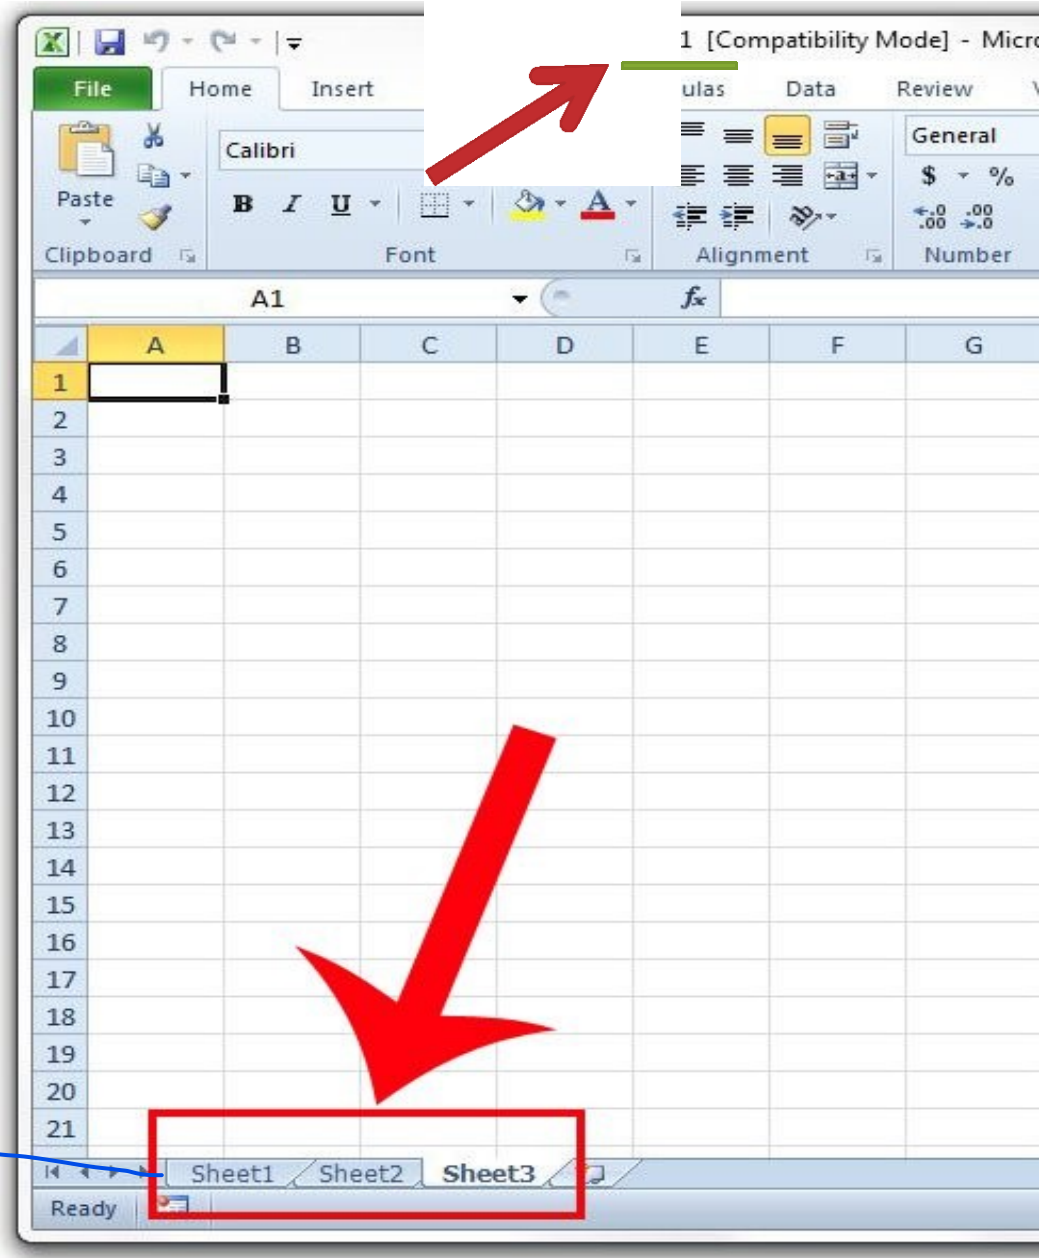 1 [Compatibility Mode] - Micro
File Home Insert ulas Data Review
Calibri General
Paste B I U A $ %
Clipboard Font Alignment Number
A1 fx
A B C D E F G
1
2
3
4
5
6
7
8
9
10
11
12
13
14
15
16
17
18
19
20
21
Sheet1 Sheet2 Sheet3
Ready